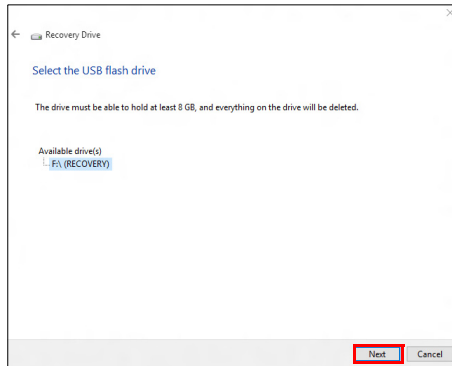 Recovery Drive
Select the USB flash drive
The drive must be able to hold at least 8 GB, and everything on the drive will be deleted.
Available drive(s)
F:\ (RECOVERY)
Next Cancel